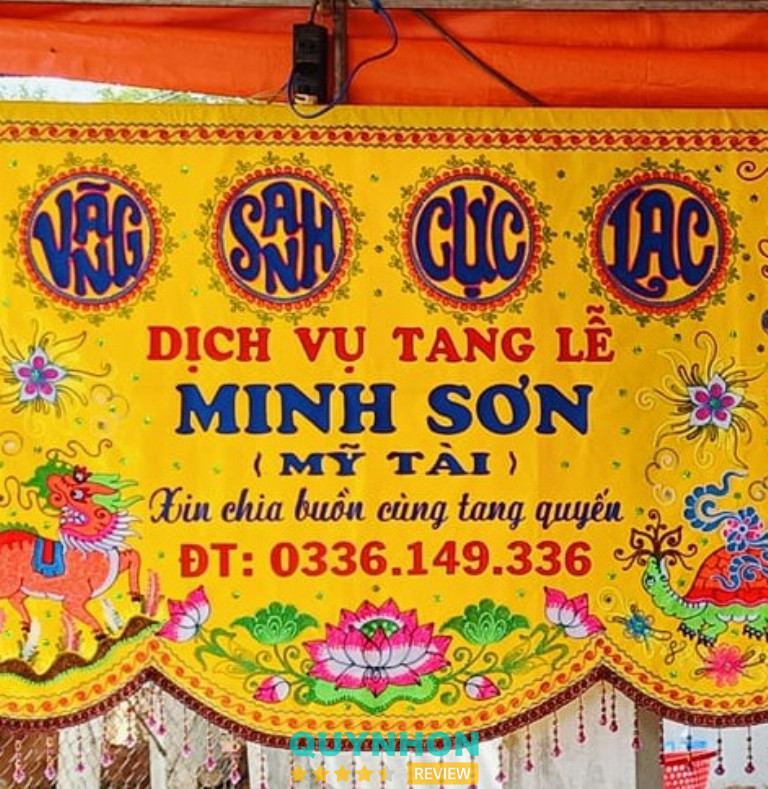 VÃNG SANH CỰC LẠC
DỊCH VỤ TANG LỄ
MINH SƠN
( MỸ TÀI )
Xin chia buồn cùng tang quyến
ĐT: 0336.149.336
QUYNHON
REVIEW